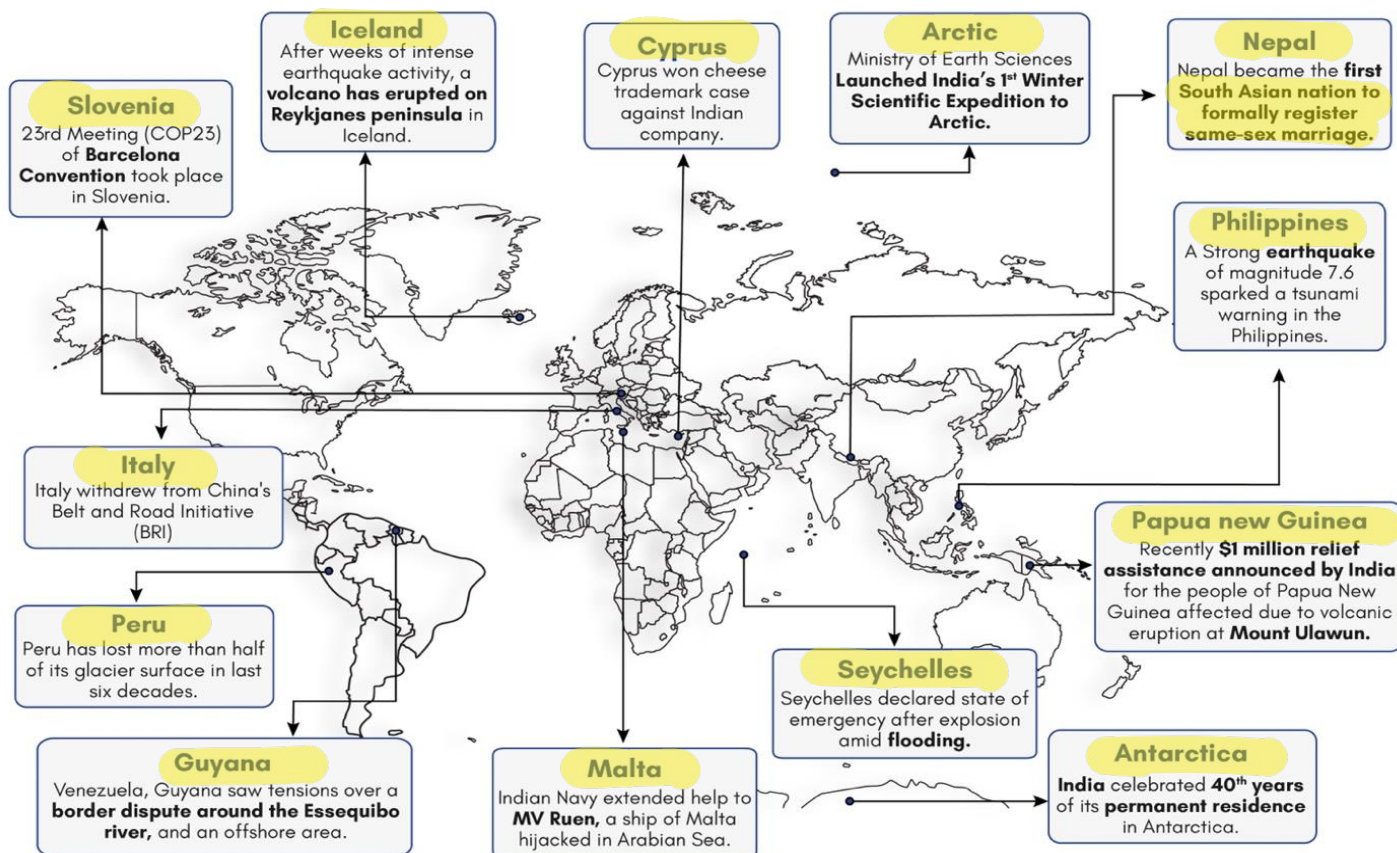 Iceland
After weeks of intense
earthquake activity, a
volcano has erupted on
Reykjanes peninsula in
Iceland.
Cyprus
Cyprus won cheese
trademark case
against Indian
company.
Arctic
Ministry of Earth Sciences
Launched India's 1st Winter
Scientific Expedition to
Arctic.
Nepal
Nepal became the first
South Asian nation to
formally register
same-sex marriage.
Slovenia
23rd Meeting (COP23)
of Barcelona
Convention took place
in Slovenia.
Philippines
A Strong earthquake
of magnitude 7.6
sparked a tsunami
warning in the
Philippines.
Italy
Italy withdrew from China's
Belt and Road Initiative
(BRI)
Papua new Guinea
Recently $1 million relief
assistance announced by India
for the people of Papua New
Guinea affected due to volcanic
eruption at Mount Ulawun.
Peru
Peru has lost more than half
of its glacier surface in last
six decades.
Seychelles
Seychelles declared state of
emergency after explosion
amid flooding.
Guyana
Venezuela, Guyana saw tensions over a
border dispute around the Essequibo
river, and an offshore area.
Malta
Indian Navy extended help to
MV Ruen, a ship of Malta
hijacked in Arabian Sea.
Antarctica
India celebrated 40th years
of its permanent residence
in Antarctica.